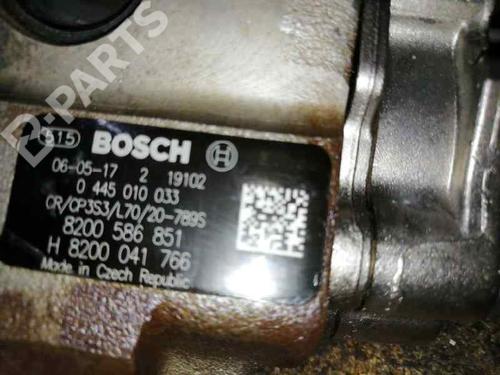 B-PARTS
615 BOSCH
06-05-17 2 19102
0 445 010 033
CR/CP3S3/L70/20-789S
8200 586 851
H 8200 041 766
Made in Czech Republic